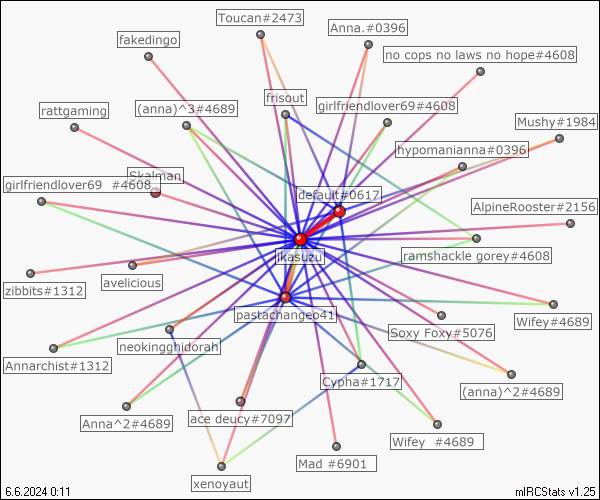 Toucan#2473
Anna.#0396
fakedingo
no cops no laws no hope#4608
frisout
rattgaming
(anna)^3#4689
girlfriendlover69#4608
Mushy#1984
hypomanianna#0396
Skalman
girlfriendlover69 #4608
default#0617
AlpineRooster#2156
ikasuzu
ramshackle gorey#4608
zibbits#1312
avelicious
pastachangeo41
Wifey#4689
Soxy Foxy#5076
neokingghidorah
Annarchist#1312
Cypha#1717
(anna)^2#4689
Anna^2#4689
ace deucy#7097
Wifey #4689
Mad #6901
xenoyaut
6.6.2024 0:11
mIRCStats v1.25